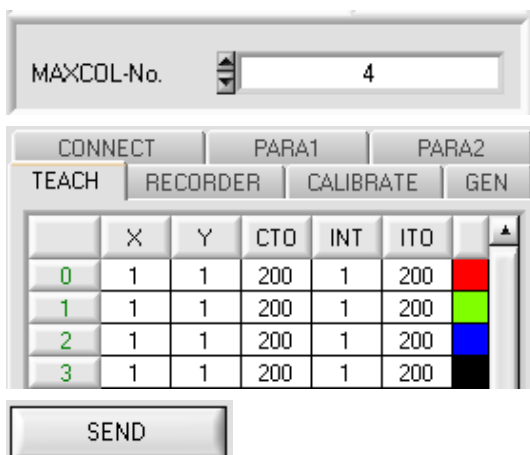 MAXCOL-No. 4
CONNECT PARA1 PARA2
TEACH RECORDER CALIBRATE GEN
X Y CTO INT ITO
0 1 1 200 1 200
1 1 1 200 1 200
2 1 1 200 1 200
3 1 1 200 1 200
SEND